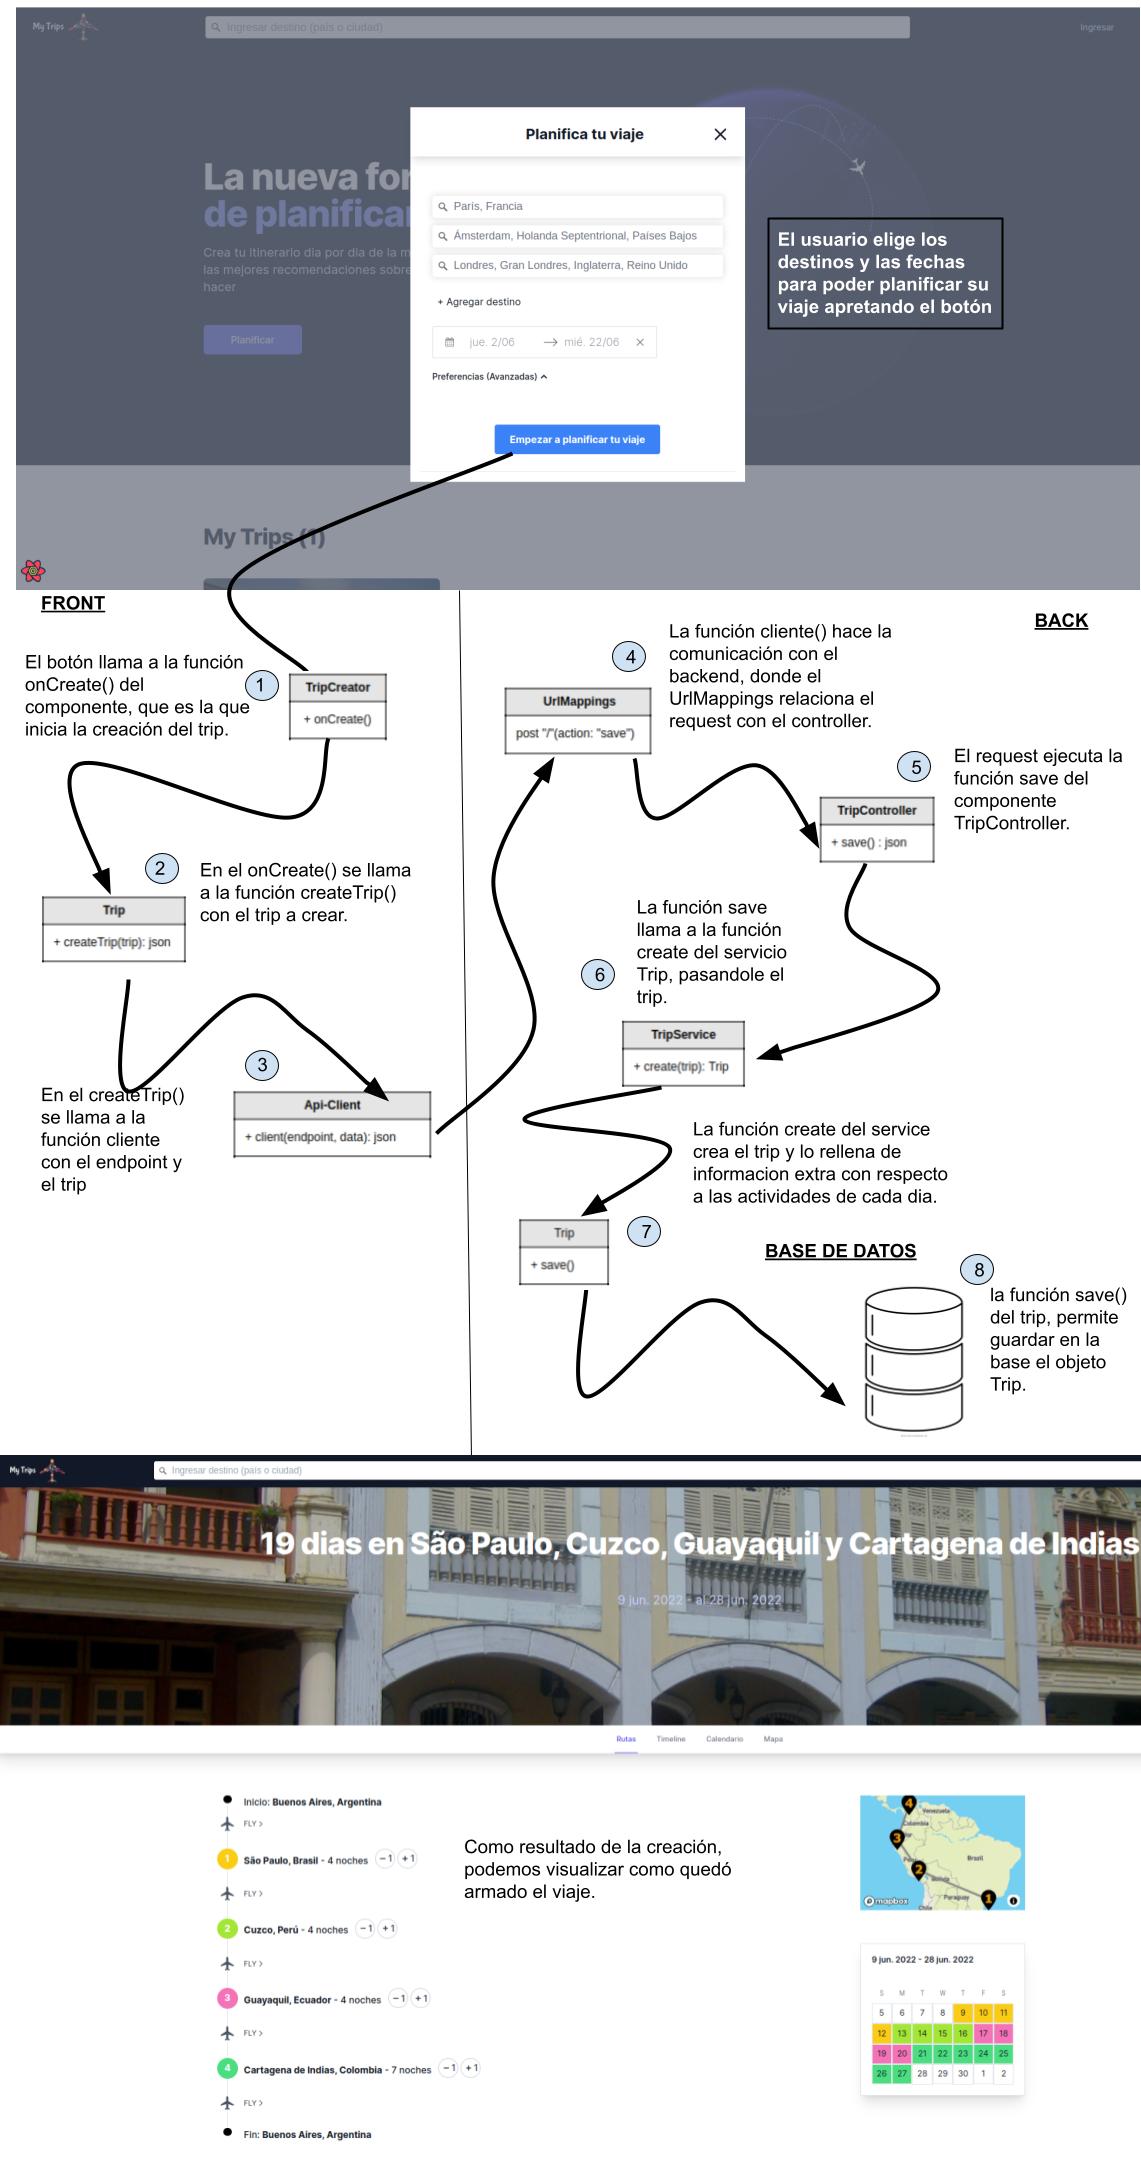 My Trips
Ingresar destino (país o ciudad)
Ingresar
Planifica tu viaje
La nueva for
de planifica
Crea tu itinerario dia por dia de la m
las mejores recomendaciones sobre
hacer
Planificar
París, Francia
Ámsterdam, Holanda Septentrional, Países Bajos
Londres, Gran Londres, Inglaterra, Reino Unido
+ Agregar destino
jue. 2/06
mié. 22/06
Preferencias (Avanzadas)
Empezar a planificar tu viaje
El usuario elige los
destinos y las fechas
para poder planificar su
viaje apretando el botón
My Trips (1)
FRONT
El botón llama a la función
onCreate() del
componente, que es la que
inicia la creación del trip.
1
TripCreator
+ onCreate()
2
En el onCreate() se llama
a la función createTrip()
con el trip a crear.
Trip
+ createTrip(trip): json
3
En el createTrip()
se llama a la
función cliente
con el endpoint y
el trip
Api-Client
+ client(endpoint, data): json
BACK
4
La función cliente() hace la
comunicación con el
backend, donde el
UrlMappings relaciona el
request con el controller.
UrlMappings
post "/"(action: "save")
5
El request ejecuta la
función save del
componente
TripController.
TripController
+ save() : json
6
La función save
llama a la función
create del servicio
Trip, pasandole el
trip.
TripService
+ create(trip): Trip
La función create del service
crea el trip y lo rellena de
informacion extra con respecto
a las actividades de cada dia.
7
Trip
+ save()
BASE DE DATOS
8
la función save()
del trip, permite
guardar en la
base el objeto
Trip.
My Trips
Ingresar destino (país o ciudad)
19 dias en São Paulo, Cuzco, Guayaquil y Cartagena de Indias
9 jun. 2022 - al 28 jun. 2022
Rutas Timeline Calendario Mapa
Inicio: Buenos Aires, Argentina
FLY >
1 São Paulo, Brasil - 4 noches −1 +1
FLY >
2 Cuzco, Perú - 4 noches −1 +1
FLY >
3 Guayaquil, Ecuador - 4 noches −1 +1
FLY >
4 Cartagena de Indias, Colombia - 7 noches −1 +1
FLY >
Fin: Buenos Aires, Argentina
Como resultado de la creación,
podemos visualizar como quedó
armado el viaje.
4
Venezuela
Colombia
3
Brazil
2
Bolivia
Paraguay
1
Chile
mapbox
9 jun. 2022 - 28 jun. 2022
S M T W T F S
5 6 7 8 9 10 11
12 13 14 15 16 17 18
19 20 21 22 23 24 25
26 27 28 29 30 1 2